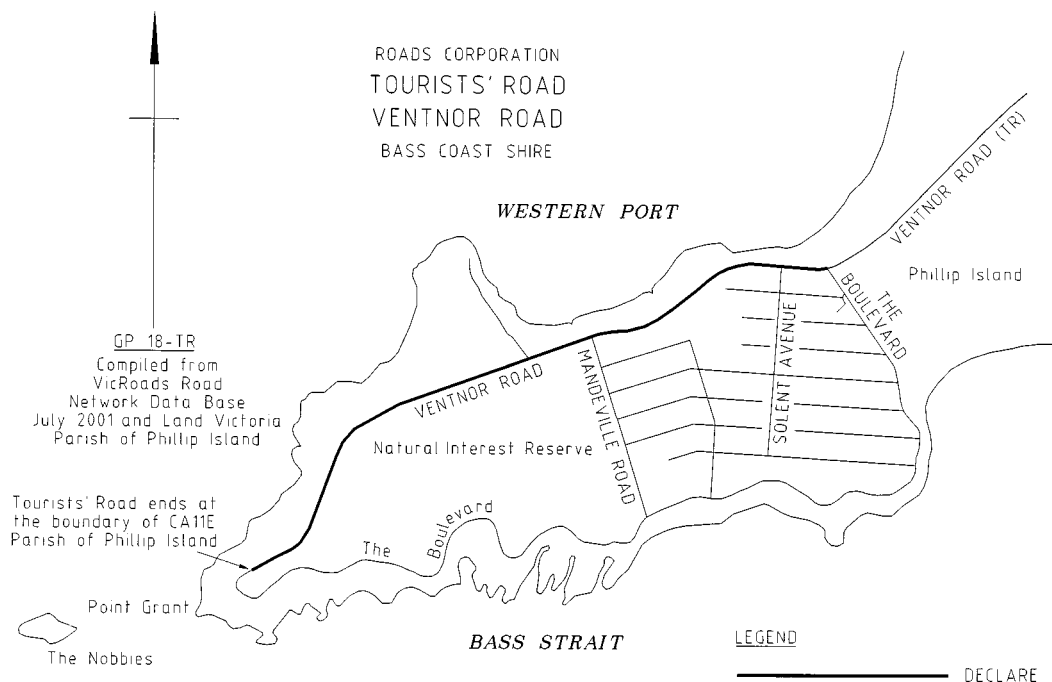 ROADS CORPORATION
TOURISTS' ROAD
VENTNOR ROAD
BASS COAST SHIRE
WESTERN PORT
VENTNOR ROAD (TR)
Phillip Island
THE
BOULEVARD
SOLENT AVENUE
GP 18-TR
Compiled from
VicRoads Road
Network Data Base
July 2001 and Land Victoria
Parish of Phillip Island
VENTNOR ROAD
MANDEVILLE ROAD
Natural Interest Reserve
Tourists' Road ends at
the boundary of CA11E
Parish of Phillip Island
The Boulevard
Point Grant
The Nobbies
BASS STRAIT
LEGEND
DECLARE